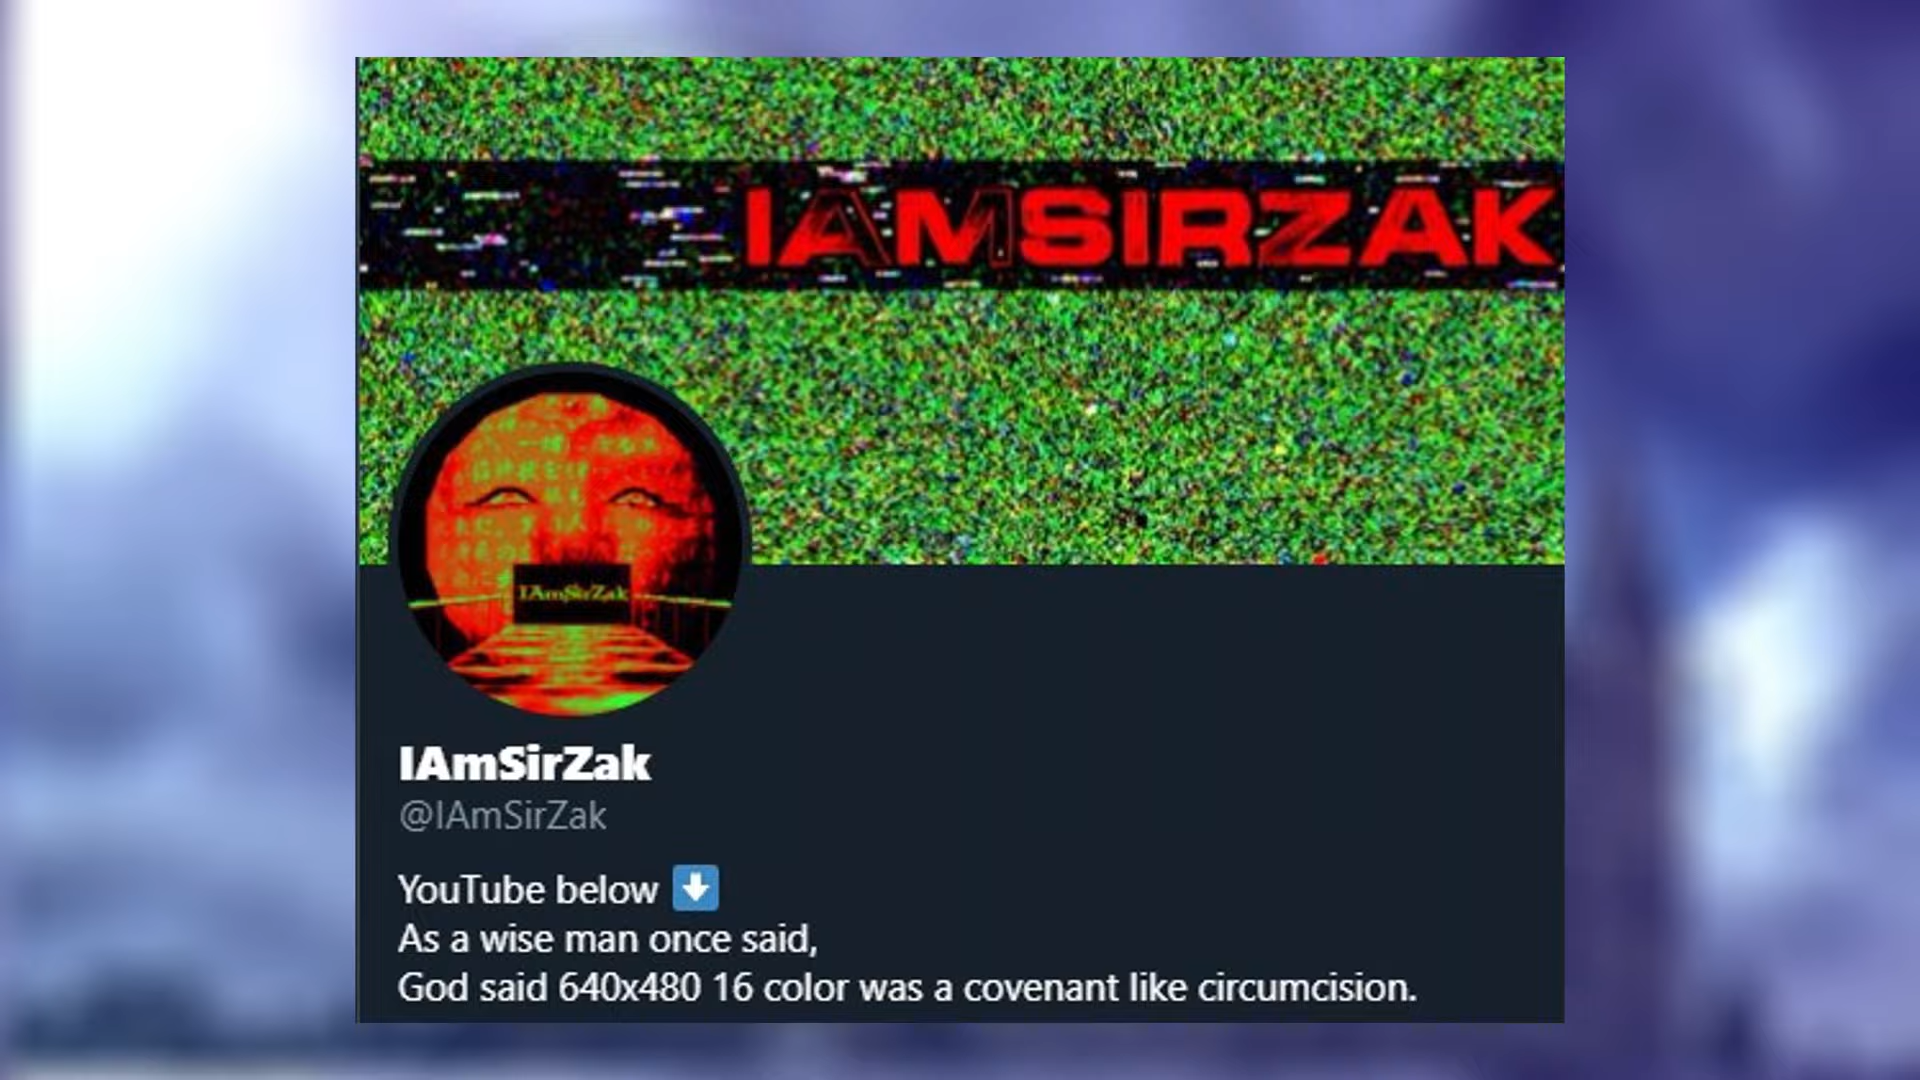 IAMSIRZAK
IAmSirZak
IAmSirZak
@IAmSirZak
YouTube below ⬇
As a wise man once said,
God said 640x480 16 color was a covenant like circumcision.